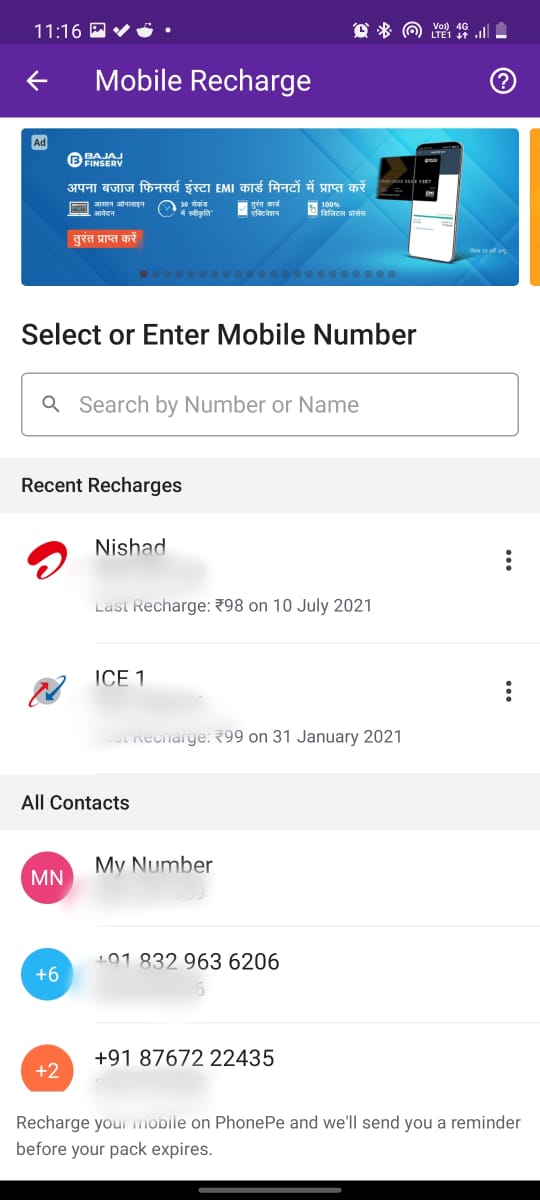 11:16
Vo)) 4G
LTE1
Mobile Recharge
Ad
BAJAJ
FINSERV
अपना बजाज फिनसर्व इंस्टा EMI कार्ड मिनटों में प्राप्त करें
आसान ऑनलाइन
आवेदन
30 सेकंड
में स्वीकृति*
तुरंत कार्ड
एक्टिवेशन
100%
डिजिटल प्रोसेस
तुरंत प्राप्त करें
Select or Enter Mobile Number
Search by Number or Name
Recent Recharges
Nishad
Last Recharge: ₹98 on 10 July 2021
ICE 1
Last Recharge: ₹99 on 31 January 2021
All Contacts
MN
My Number
+6
+91 832 963 6206
+2
+91 87672 22435
Recharge your mobile on PhonePe and we'll send you a reminder
before your pack expires.